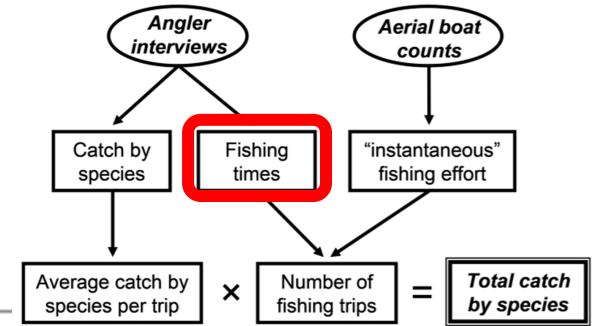 Angler
interviews
Aerial boat
counts
Catch by
species
Fishing
times
“instantaneous”
fishing effort
Average catch by
species per trip
×
Number of
fishing trips
=
Total catch
by species